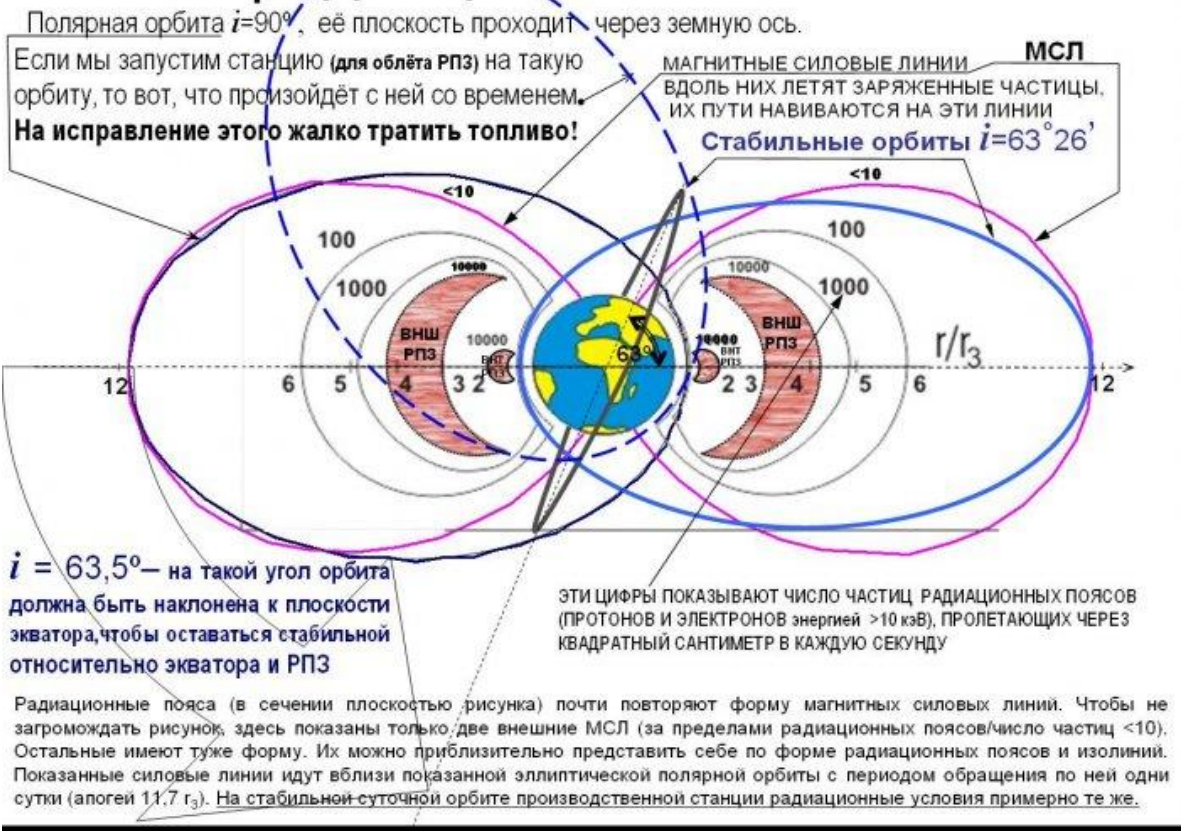 Полярная орбита i=90°, её плоскость проходит через земную ось.
Если мы запустим станцию (для облёта РПЗ) на такую
орбиту, то вот, что произойдёт с ней со временем.
На исправление этого жалко тратить топливо!
МСЛ
МАГНИТНЫЕ СИЛОВЫЕ ЛИНИИ
ВДОЛЬ НИХ ЛЕТЯТ ЗАРЯЖЕННЫЕ ЧАСТИЦЫ,
ИХ ПУТИ НАВИВАЮТСЯ НА ЭТИ ЛИНИИ
Стабильные орбиты i=63°26'
<10
<10
100
100
1000
1000
10000
10000
10000
10000
ВНШ
РПЗ
ВНТ
РПЗ
63°
ВНТ
РПЗ
ВНШ
РПЗ
r/r₃
12 6 5 4 3 2 2 3 4 5 6 12
i = 63,5º– на такой угол орбита
должна быть наклонена к плоскости
экватора,чтобы оставаться стабильной
относительно экватора и РПЗ
ЭТИ ЦИФРЫ ПОКАЗЫВАЮТ ЧИСЛО ЧАСТИЦ РАДИАЦИОННЫХ ПОЯСОВ
(ПРОТОНОВ И ЭЛЕКТРОНОВ энергией >10 кэВ), ПРОЛЕТАЮЩИХ ЧЕРЕЗ
КВАДРАТНЫЙ САНТИМЕТР В КАЖДУЮ СЕКУНДУ
Радиационные пояса (в сечении плоскостью рисунка) почти повторяют форму магнитных силовых линий. Чтобы не
загромождать рисунок, здесь показаны только две внешние МСЛ (за пределами радиационных поясов/число частиц <10).
Остальные имеют туже форму. Их можно приблизительно представить себе по форме радиационных поясов и изолиний.
Показанные силовые линии идут вблизи показанной эллиптической полярной орбиты с периодом обращения по ней одни
сутки (апогей 11,7 r₃). На стабильной суточной орбите производственной станции радиационные условия примерно те же.